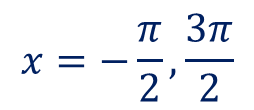 x = -π/2, 3π/2